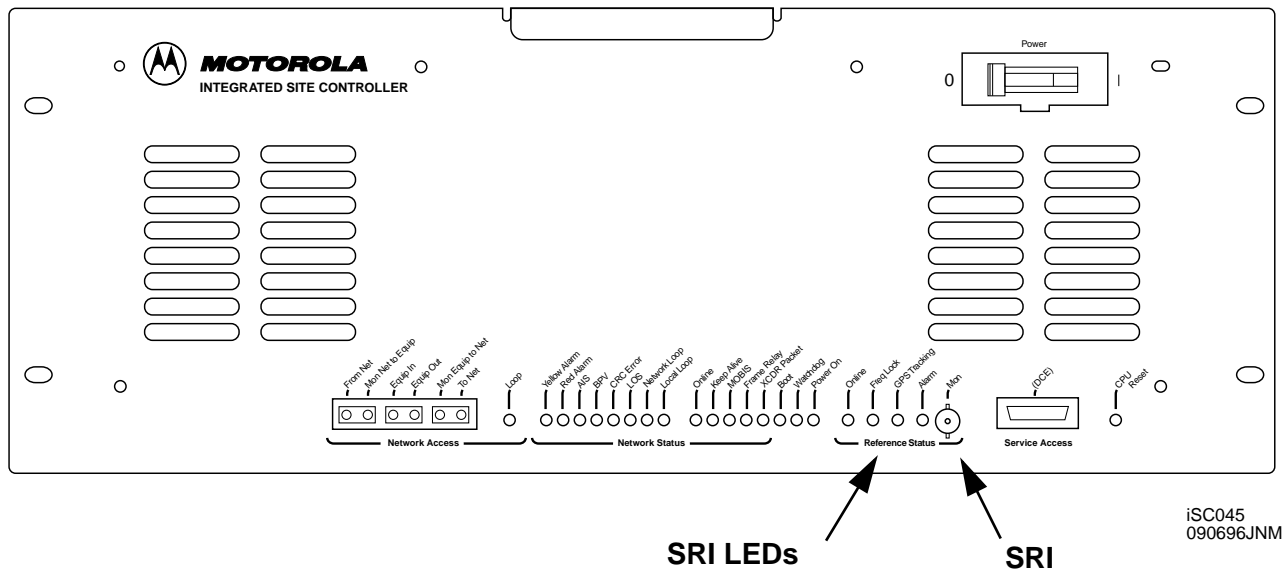 Power
MOTOROLA
INTEGRATED SITE CONTROLLER
0
I
From Net
Mon Net to Equip
Equip In
Equip Out
Mon Equip to Net
To Net
Loop
Yellow Alarm
Red Alarm
AIS
BPV
CRC Error
LOS
Network Loop
Local Loop
Online
Keep Alive
MOBIS
Frame Relay
XCDR Packet
Boot
Watchdog
Power On
Online
Freq Lock
GPS Tracking
Alarm
Mon
(DCE)
CPU
Reset
Network Access
Network Status
Reference Status
Service Access
iSC045
090696JNM
SRI LEDs
SRI